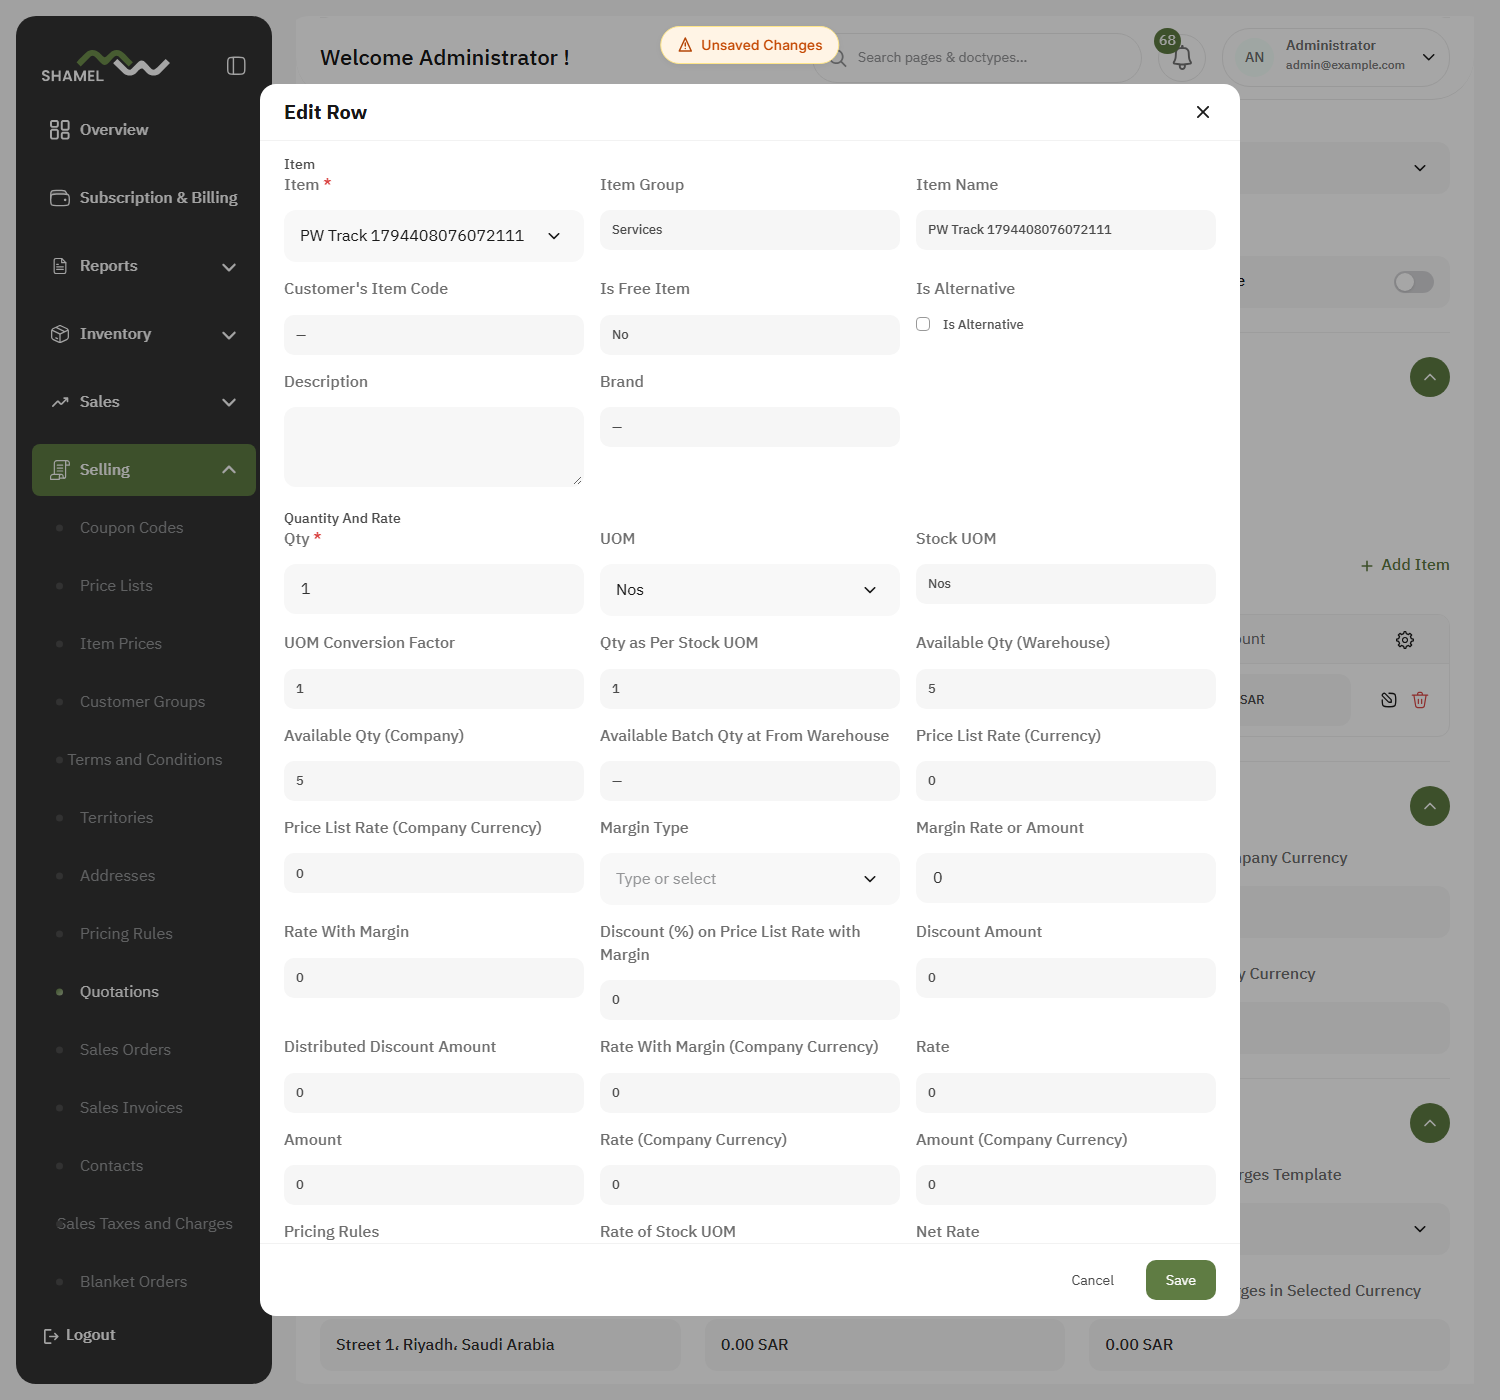 SHAMEL
Overview
Subscription & Billing
Reports
Inventory
Sales
Selling
Coupon Codes
Price Lists
Item Prices
Customer Groups
Terms and Conditions
Territories
Addresses
Pricing Rules
Quotations
Sales Orders
Sales Invoices
Contacts
Sales Taxes and Charges
Blanket Orders
Logout
Welcome Administrator !
Unsaved Changes
Search pages & doctypes...
68
AN
Administrator
admin@example.com
Edit Row
Item
Item *
Item Group
Item Name
PW Track 1794408076072111
Services
PW Track 1794408076072111
Customer's Item Code
Is Free Item
Is Alternative
—
No
Is Alternative
Description
Brand
—
Quantity And Rate
Qty *
UOM
Stock UOM
1
Nos
Nos
UOM Conversion Factor
Qty as Per Stock UOM
Available Qty (Warehouse)
1
1
5
Available Qty (Company)
Available Batch Qty at From Warehouse
Price List Rate (Currency)
5
—
0
Price List Rate (Company Currency)
Margin Type
Margin Rate or Amount
0
Type or select
0
Rate With Margin
Discount (%) on Price List Rate with
Margin
Discount Amount
0
0
0
Distributed Discount Amount
Rate With Margin (Company Currency)
Rate
0
0
0
Amount
Rate (Company Currency)
Amount (Company Currency)
0
0
0
Pricing Rules
Rate of Stock UOM
Net Rate
Cancel
Save
e
+ Add Item
ount
SAR
mpany Currency
y Currency
rges Template
rges in Selected Currency
Street 1، Riyadh، Saudi Arabia
0.00 SAR
0.00 SAR